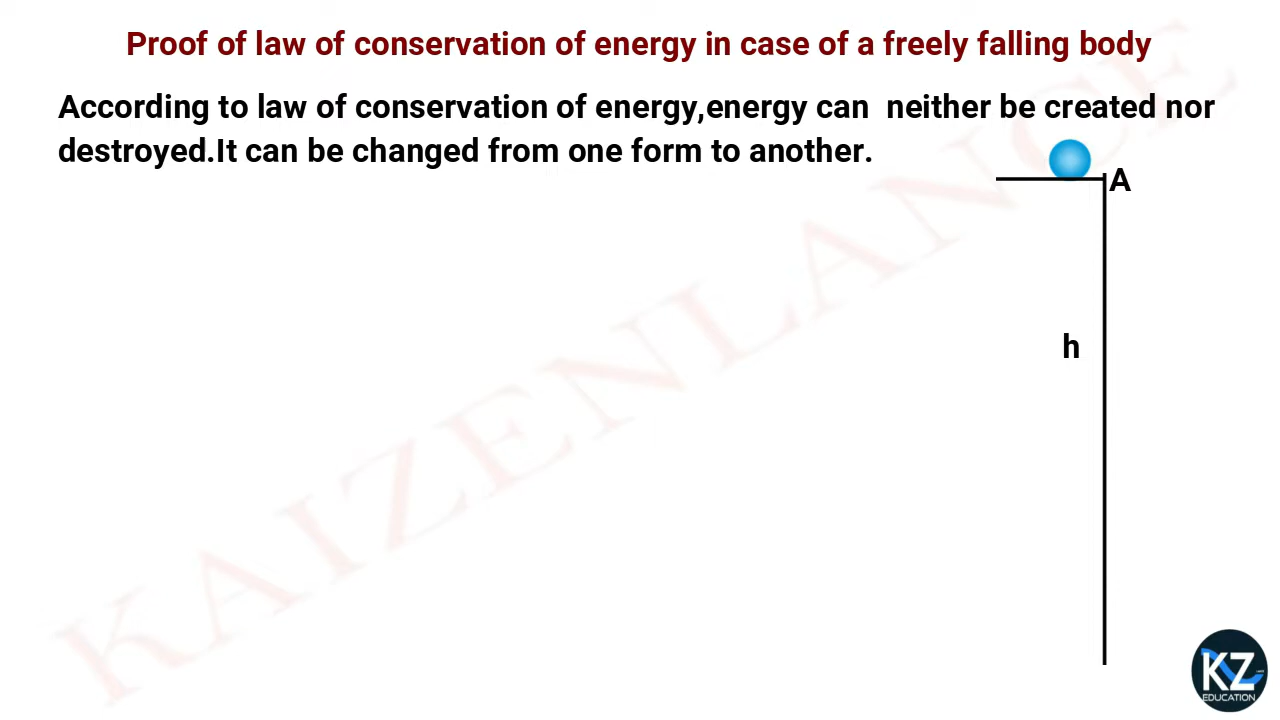 Proof of law of conservation of energy in case of a freely falling body
According to law of conservation of energy,energy can  neither be created nor
destroyed.It can be changed from one form to another.
A
h
KAIZENLANCE
KZ
EDUCATION